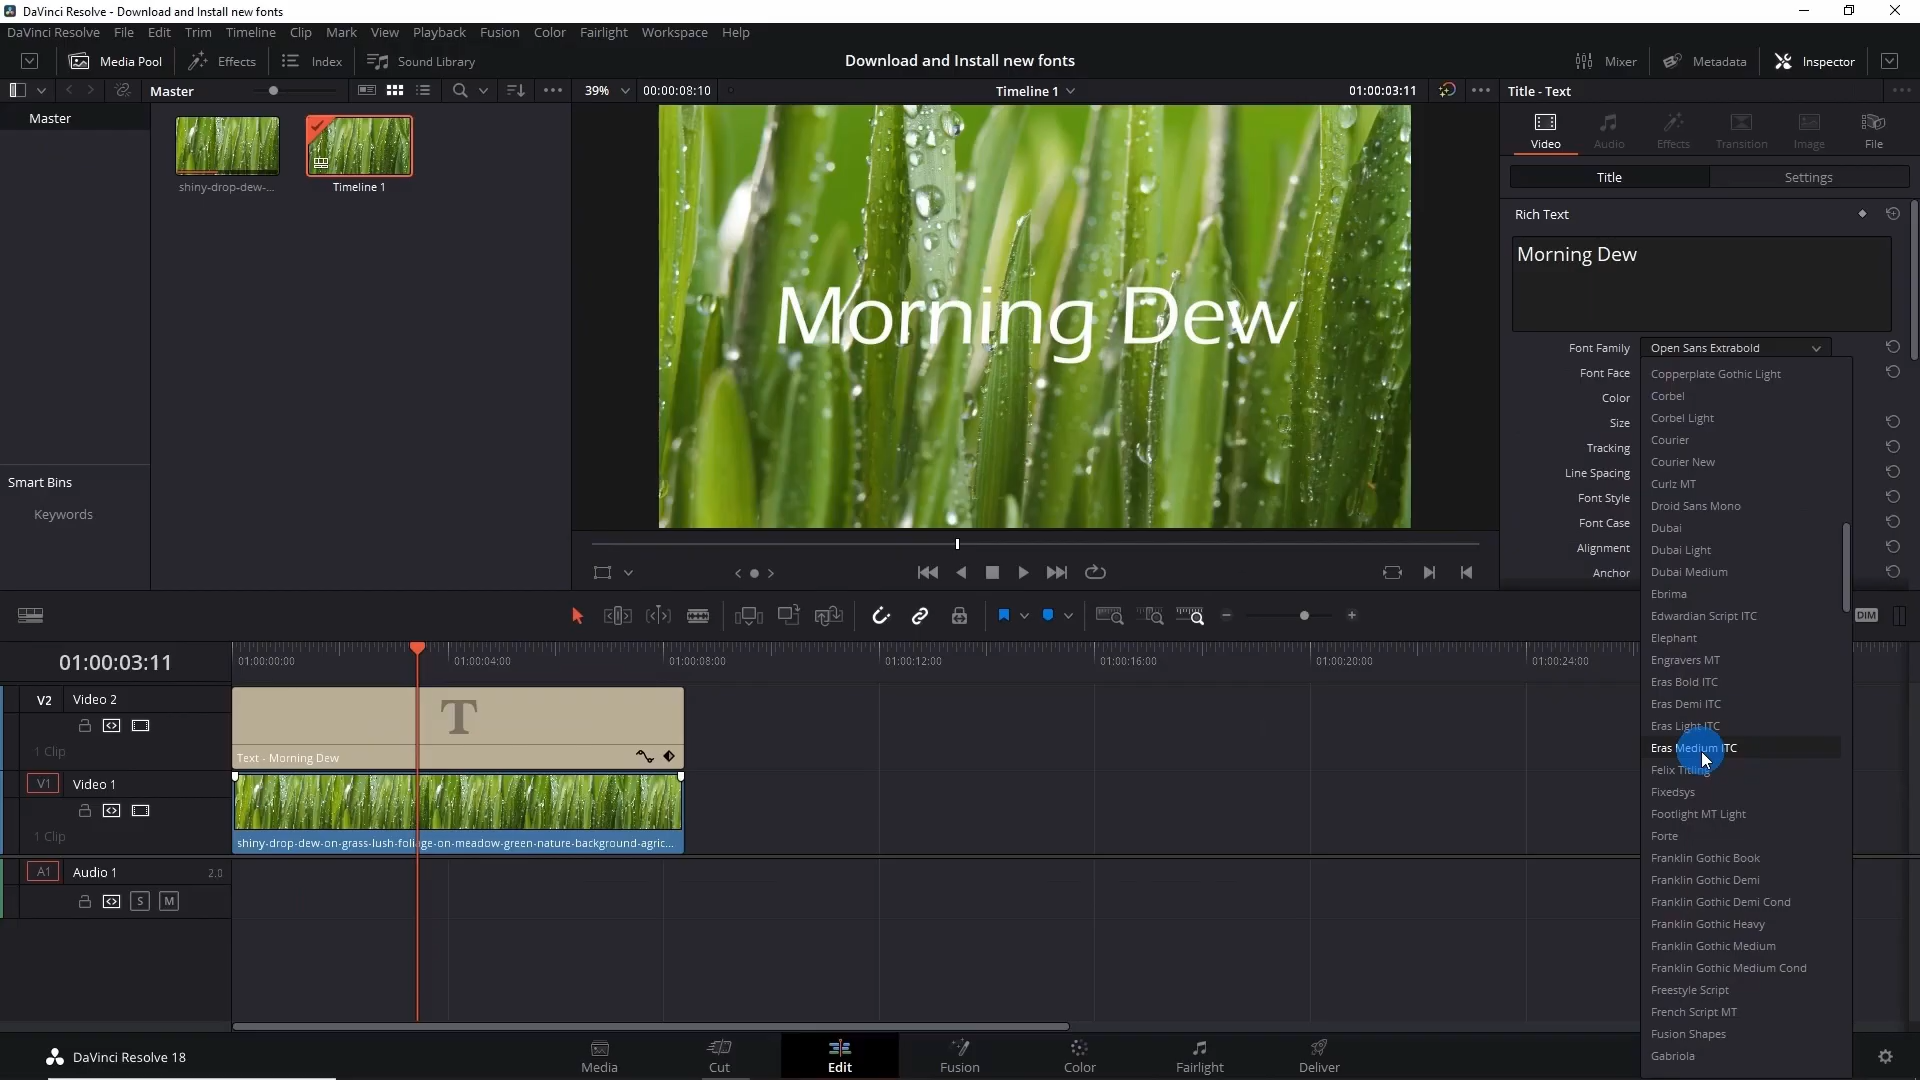 DaVinci Resolve - Download and Install new fonts
DaVinci Resolve File Edit Trim Timeline Clip Mark View Playback Fusion Color Fairlight Workspace Help
Media Pool Effects Index Sound Library Download and Install new fonts Mixer Metadata Inspector
Master 39% 00:00:08:10 Timeline 1 01:00:03:11 Title - Text
Master
shiny-drop-dew-... Timeline 1
Smart Bins
Keywords
Morning Dew
Video Audio Effects Transition Image File
Title Settings
Rich Text
Morning Dew
Font Family Open Sans Extrabold
Font Face
Color
Size
Tracking
Line Spacing
Font Style
Font Case
Alignment
Anchor
Copperplate Gothic Light
Corbel
Corbel Light
Courier
Courier New
Curlz MT
Droid Sans Mono
Dubai
Dubai Light
Dubai Medium
Ebrima
Edwardian Script ITC
Elephant
Engravers MT
Eras Bold ITC
Eras Demi ITC
Eras Light ITC
Eras Medium ITC
Felix Titling
Fixedsys
Footlight MT Light
Forte
Franklin Gothic Book
Franklin Gothic Demi
Franklin Gothic Demi Cond
Franklin Gothic Heavy
Franklin Gothic Medium
Franklin Gothic Medium Cond
Freestyle Script
French Script MT
Fusion Shapes
Gabriola
DIM
01:00:03:11 01:00:00:00 01:00:04:00 01:00:08:00 01:00:12:00 01:00:16:00 01:00:20:00 01:00:24:00
V2 Video 2
1 Clip
T
Text - Morning Dew
V1 Video 1
1 Clip
shiny-drop-dew-on-grass-lush-foliage-on-meadow-green-nature-background-agric...
A1 Audio 1 2.0
S M
DaVinci Resolve 18 Media Cut Edit Fusion Color Fairlight Deliver